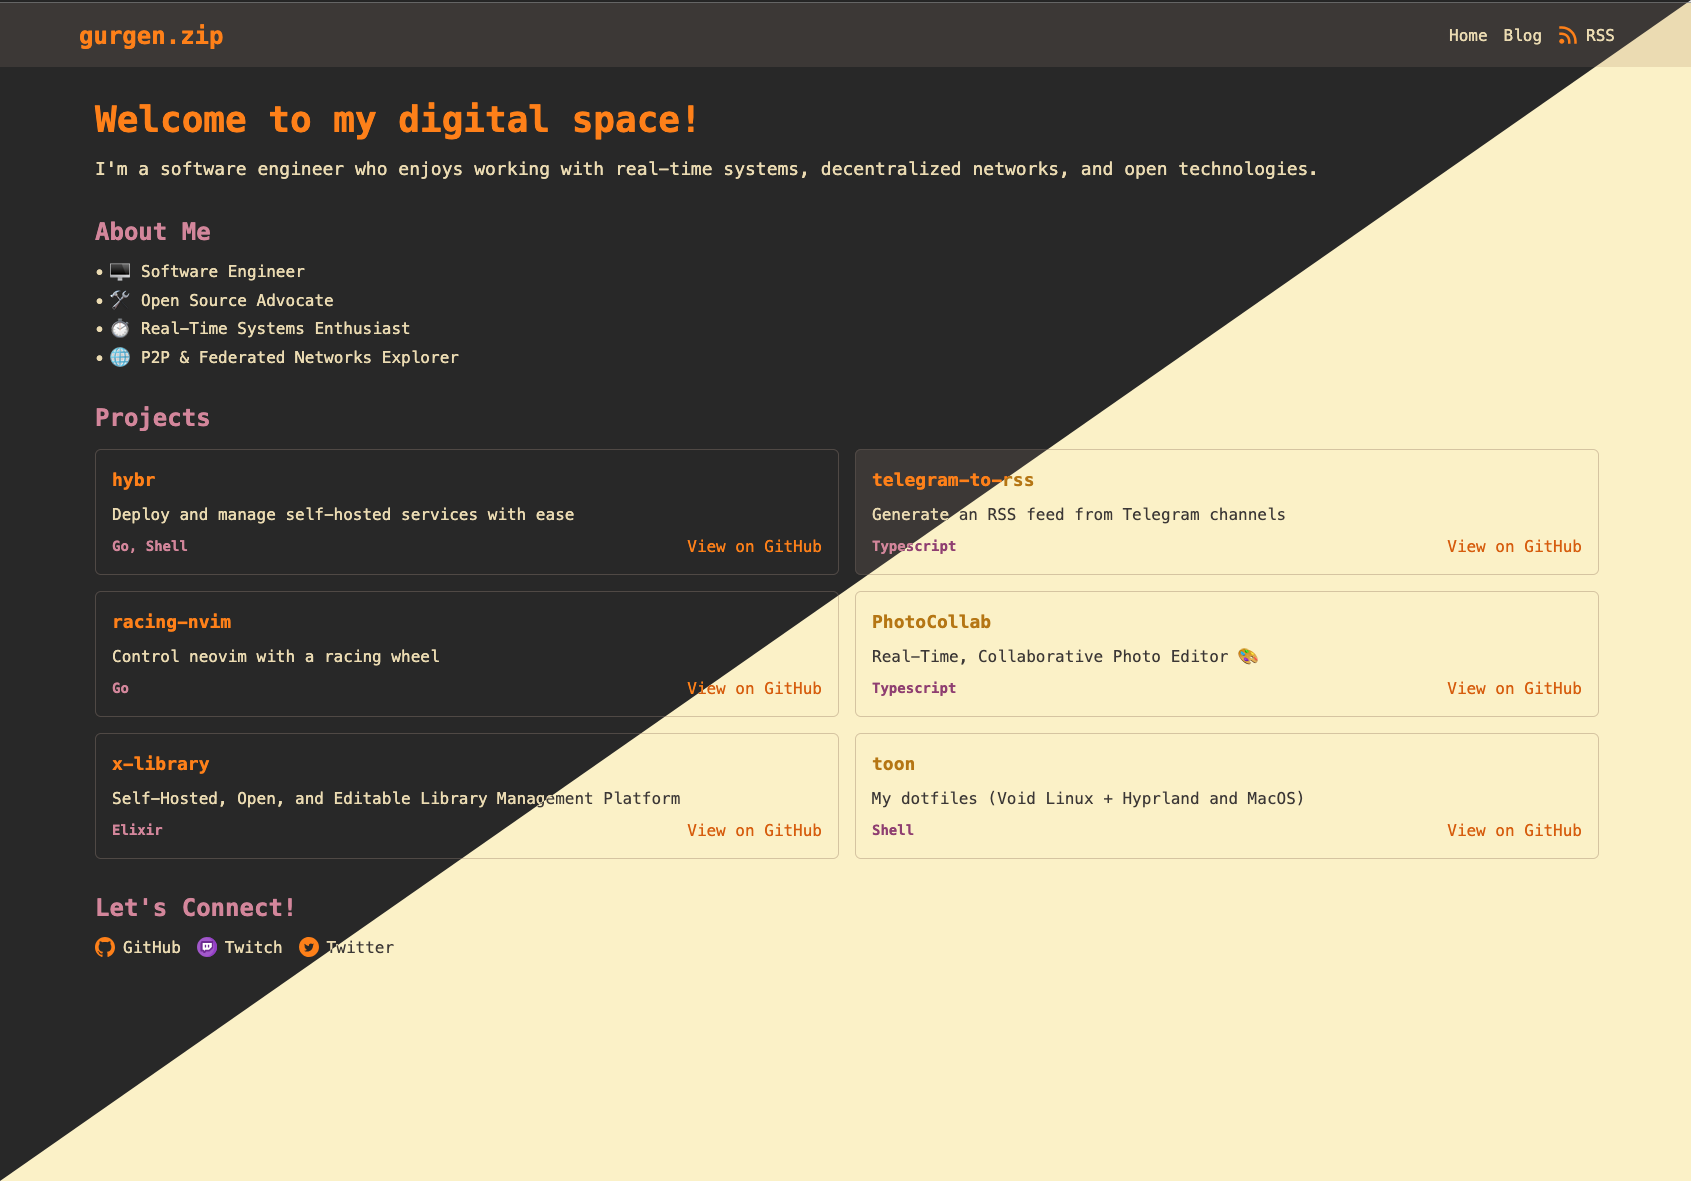 gurgen.zip
Home Blog RSS
Welcome to my digital space!
I'm a software engineer who enjoys working with real-time systems, decentralized networks, and open technologies.
About Me
• 🖥️ Software Engineer
• 🛠️ Open Source Advocate
• ⏱️ Real-Time Systems Enthusiast
• 🌐 P2P & Federated Networks Explorer
Projects
hybr
Deploy and manage self-hosted services with ease
Go, Shell View on GitHub
telegram-to-rss
Generate an RSS feed from Telegram channels
Typescript View on GitHub
racing-nvim
Control neovim with a racing wheel
Go View on GitHub
PhotoCollab
Real-Time, Collaborative Photo Editor 🎨
Typescript View on GitHub
x-library
Self-Hosted, Open, and Editable Library Management Platform
Elixir View on GitHub
toon
My dotfiles (Void Linux + Hyprland and MacOS)
Shell View on GitHub
Let's Connect!
GitHub Twitch Twitter